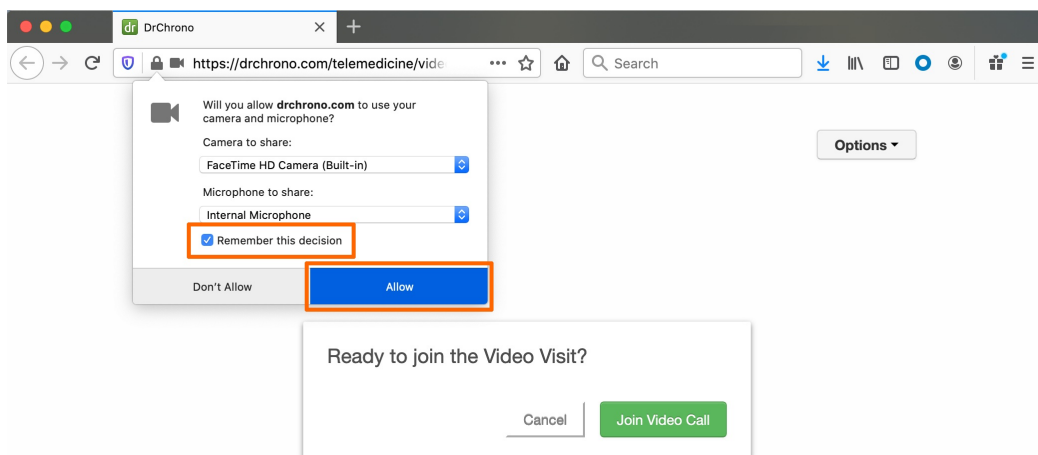 dr DrChrono
https://drchrono.com/telemedicine/vide
Search
Will you allow drchrono.com to use your
camera and microphone?
Camera to share:
FaceTime HD Camera (Built-in)
Microphone to share:
Internal Microphone
Remember this decision
Don't Allow
Allow
Options
Ready to join the Video Visit?
Cancel
Join Video Call